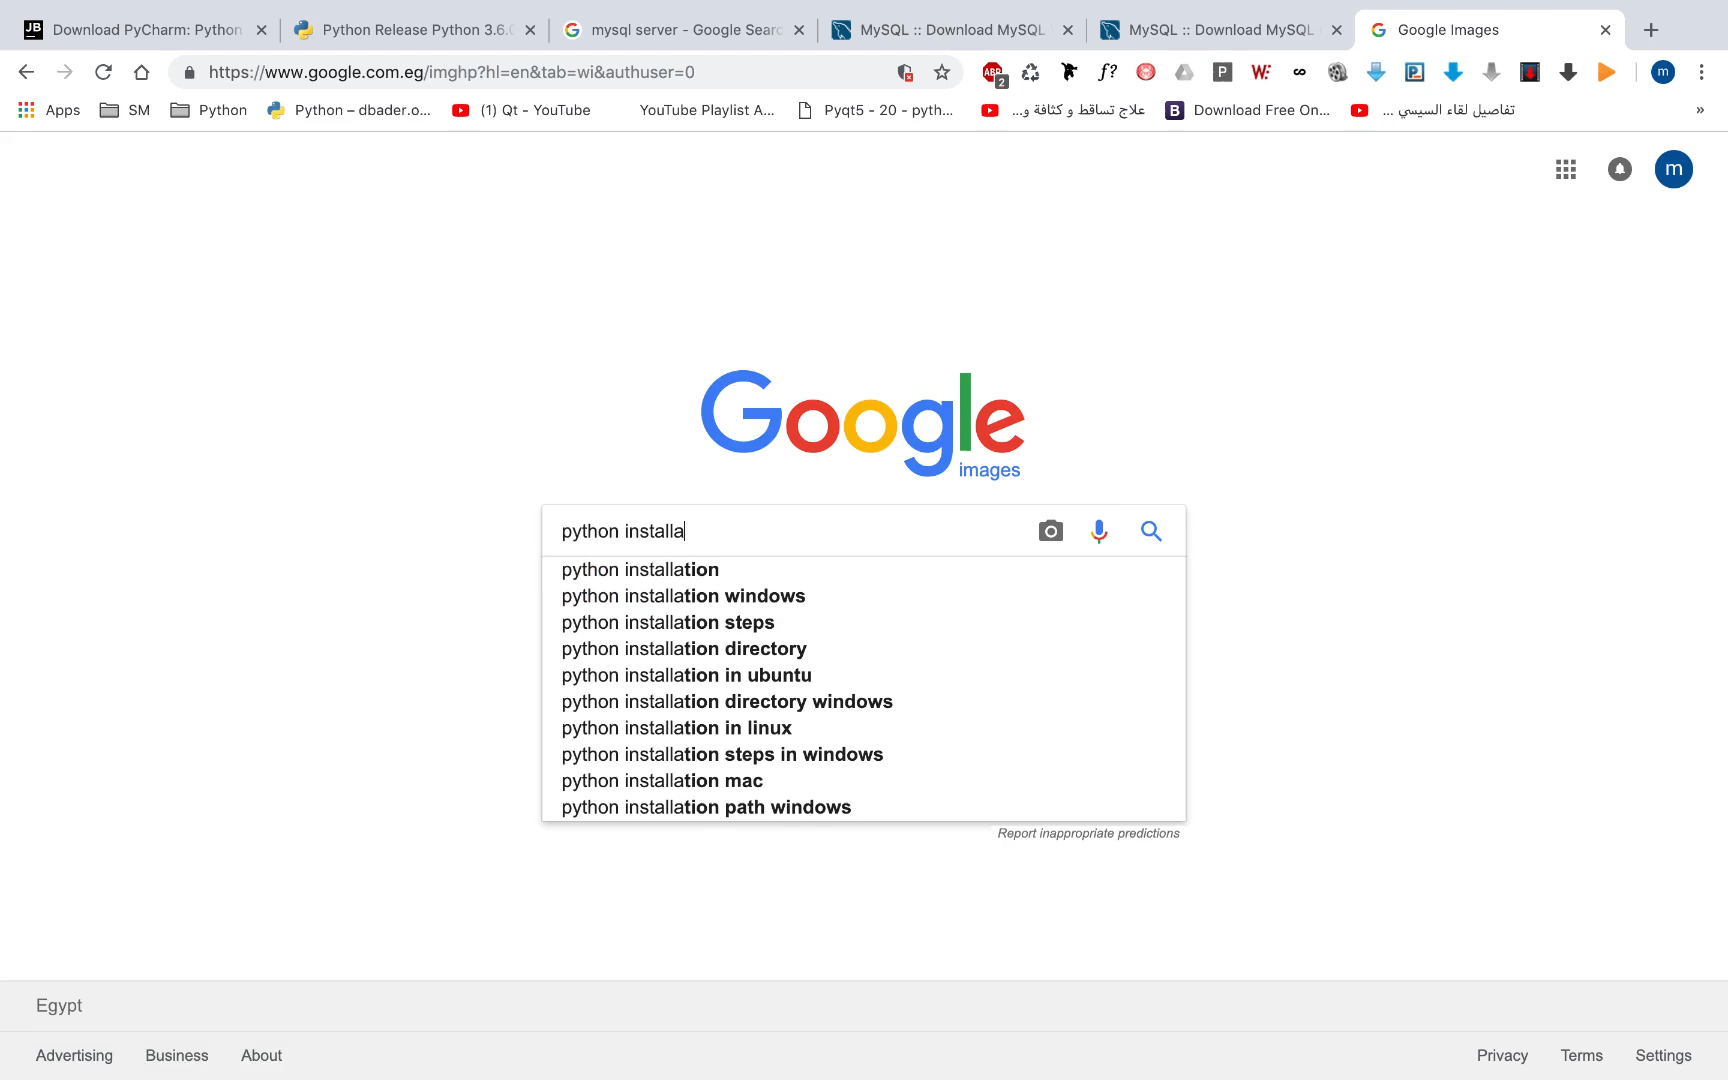 Download PyCharm: Python
Python Release Python 3.6.0
mysql server - Google Searc
MySQL :: Download MySQL
MySQL :: Download MySQL
Google Images
https://www.google.com.eg/imghp?hl=en&tab=wi&authuser=0
ABP
2
f?
P
W
m
Apps
SM
Python
Python – dbader.o...
(1) Qt - YouTube
YouTube Playlist A...
Pyqt5 - 20 - pyth...
علاج تساقط و كثافة و...
B
Download Free On...
تفاصيل لقاء السيسي ...
»
m
Google
images
python installa
python installation
python installation windows
python installation steps
python installation directory
python installation in ubuntu
python installation directory windows
python installation in linux
python installation steps in windows
python installation mac
python installation path windows
Report inappropriate predictions
Egypt
Advertising
Business
About
Privacy
Terms
Settings